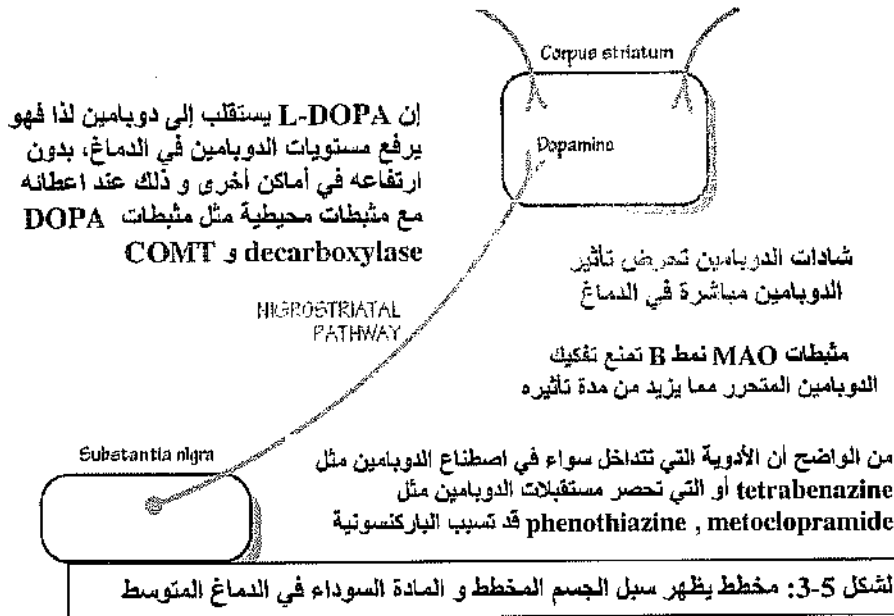 Corpus striatum
إن L-DOPA يستقلب إلى دوبامين لذا فهو
يرفع مستويات الدوبامين في الدماغ، بدون
ارتفاعه في أماكن أخرى و ذلك عند اعطائه
مع مثبطات محيطية مثل مثبطات DOPA
decarboxylase و COMT
Dopamine
شادات الدوبامين تحرض تأثير
الدوبامين مباشرة في الدماغ
NIGROSTRIATAL
PATHWAY
مثبطات MAO نمط B تمنع تفكيك
الدوبامين المتحرر مما يزيد من مدة تأثيره
Substantia nigra
من الواضح أن الأدوية التي تتداخل سواء في اصطناع الدوبامين مثل
tetrabenazine أو التي تحصر مستقبلات الدوبامين مثل
phenothiazine , metoclopramide قد تسبب الباركنسونية
لشكل 5-3: مخطط يظهر سبل الجسم المخطط و المادة السوداء في الدماغ المتوسط